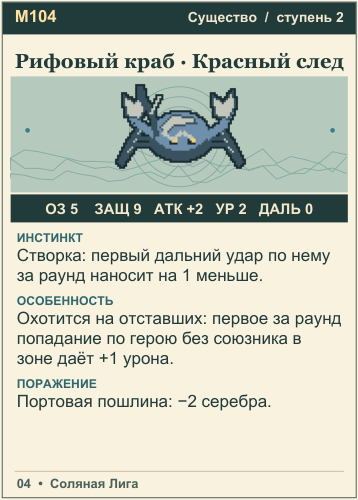 M104
Существо / ступень 2
Рифовый краб · Красный след
ОЗ 5 ЗАЩ 9 АТК +2 УР 2 ДАЛЬ 0
ИНСТИНКТ
Створка: первый дальний удар по нему
за раунд наносит на 1 меньше.
ОСОБЕННОСТЬ
Охотится на отставших: первое за раунд
попадание по герою без союзника в
зоне даёт +1 урона.
ПОРАЖЕНИЕ
Портовая пошлина: −2 серебра.
04 • Соляная Лига